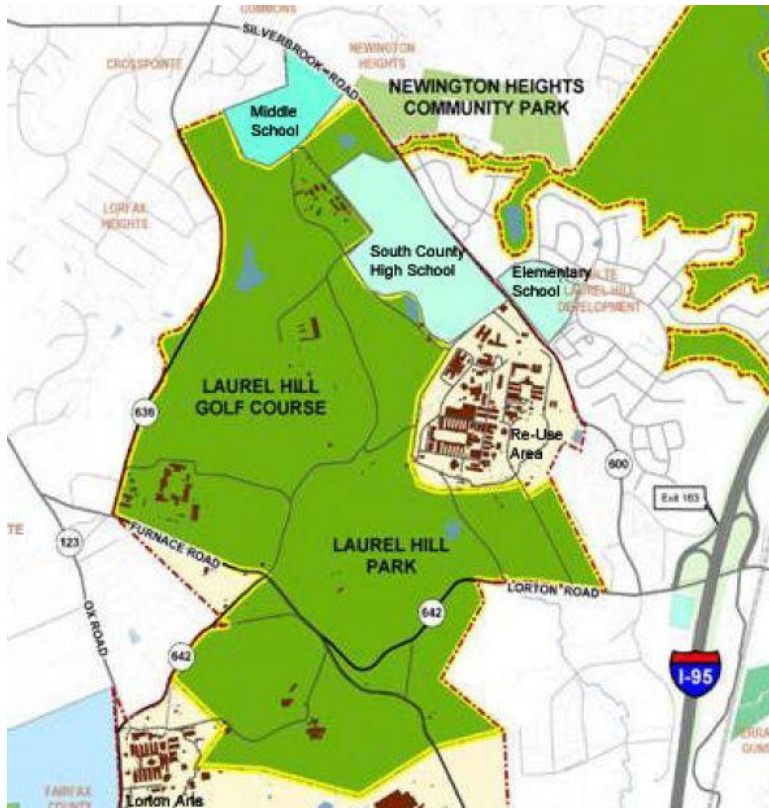 COMMONS
SILVERBROOK ROAD
NEWINGTON
HEIGHTS
CROSSPOINTE
NEWINGTON HEIGHTS
COMMUNITY PARK
Middle
School
LORFAX
HEIGHTS
South County
High School
Elementary
School
LAUREL HILL
DEVELOPMENT
LAUREL HILL
GOLF COURSE
636
Re-Use
Area
600
Exit 163
123
OX ROAD
FURNACE ROAD
LAUREL HILL
PARK
LORTON ROAD
642
642
I-95
Lorton Arts
FAIRFAX
COUNTY